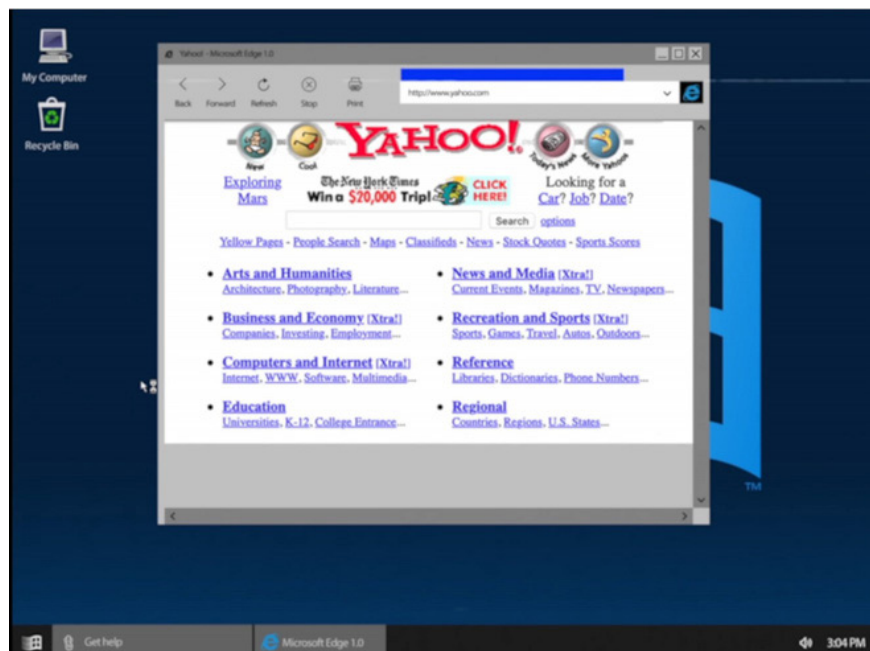 My Computer
Recycle Bin
Yahoo! - Microsoft Edge 1.0
Back Forward Refresh Stop Print
http://www.yahoo.com
New Cool YAHOO! Today's News More Yahoos
Exploring Mars
The New York Times
Win a $20,000 Trip!
CLICK HERE!
Looking for a
Car? Job? Date?
Search options
Yellow Pages - People Search - Maps - Classifieds - News - Stock Quotes - Sports Scores
Arts and Humanities
Architecture, Photography, Literature...
News and Media [Xtra!]
Current Events, Magazines, TV, Newspapers...
Business and Economy [Xtra!]
Companies, Investing, Employment...
Recreation and Sports [Xtra!]
Sports, Games, Travel, Autos, Outdoors...
Computers and Internet [Xtra!]
Internet, WWW, Software, Multimedia...
Reference
Libraries, Dictionaries, Phone Numbers...
Education
Universities, K-12, College Entrance...
Regional
Countries, Regions, U.S. States...
TM
Get help
Microsoft Edge 1.0
3:04 PM